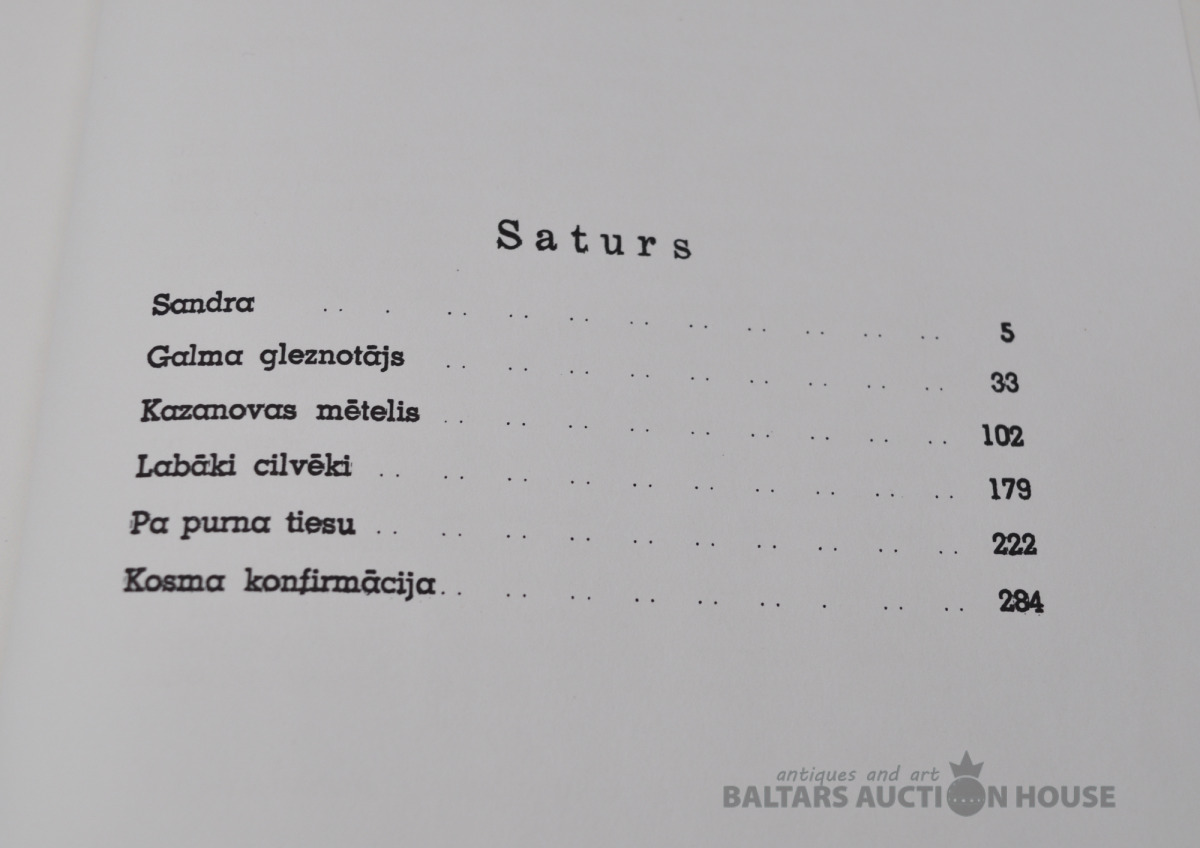 Saturs
Sandra .. . .. .. .. .. .. .. .. .. .. 5
Galma gleznotājs .. .. .. .. .. .. .. .. .. 33
Kazanovas mētelis .. .. .. .. .. .. .. .. .. 102
Labāki cilvēki .. .. .. .. .. .. .. .. .. .. 179
Pa purna tiesu .. .. .. .. .. .. .. .. .. .. 222
Kosma konfirmācija .. .. .. .. .. .. . .. .. 284
antiques and art
BALTARS AUCTION HOUSE